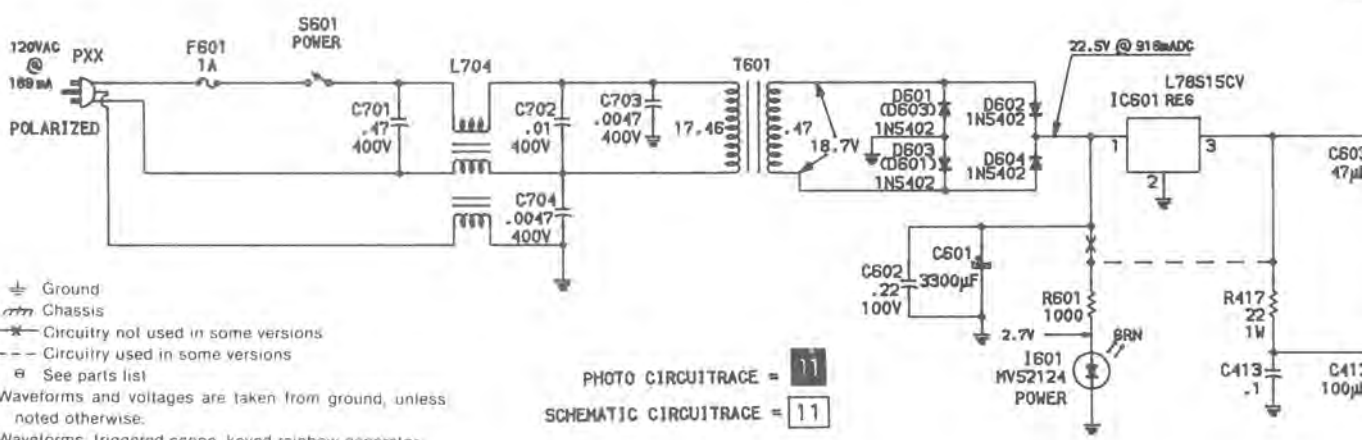 120VAC
@
169mA
PXX
POLARIZED
F601
1A
S601
POWER
C701
.47
400V
L704
C702
.01
400V
C703
.0047
400V
C704
.0047
400V
T601
17.46
.47
18.7V
D601
(D603)
1N5402
D603
(D601)
1N5402
D602
1N5402
D604
1N5402
22.5V @ 918mADC
L78S15CV
IC601 REG
1
2
3
C603
C602
.22
100V
C601
3300µF
R601
1000
2.7V
GRN
I601
MV52124
POWER
R417
22
1W
C413
.1
100µ
Ground
Chassis
Circuitry not used in some versions
Circuitry used in some versions
See parts list
Waveforms and voltages are taken from ground, unless
noted otherwise.
PHOTO CIRCUITRACE = 11
SCHEMATIC CIRCUITRACE = 11